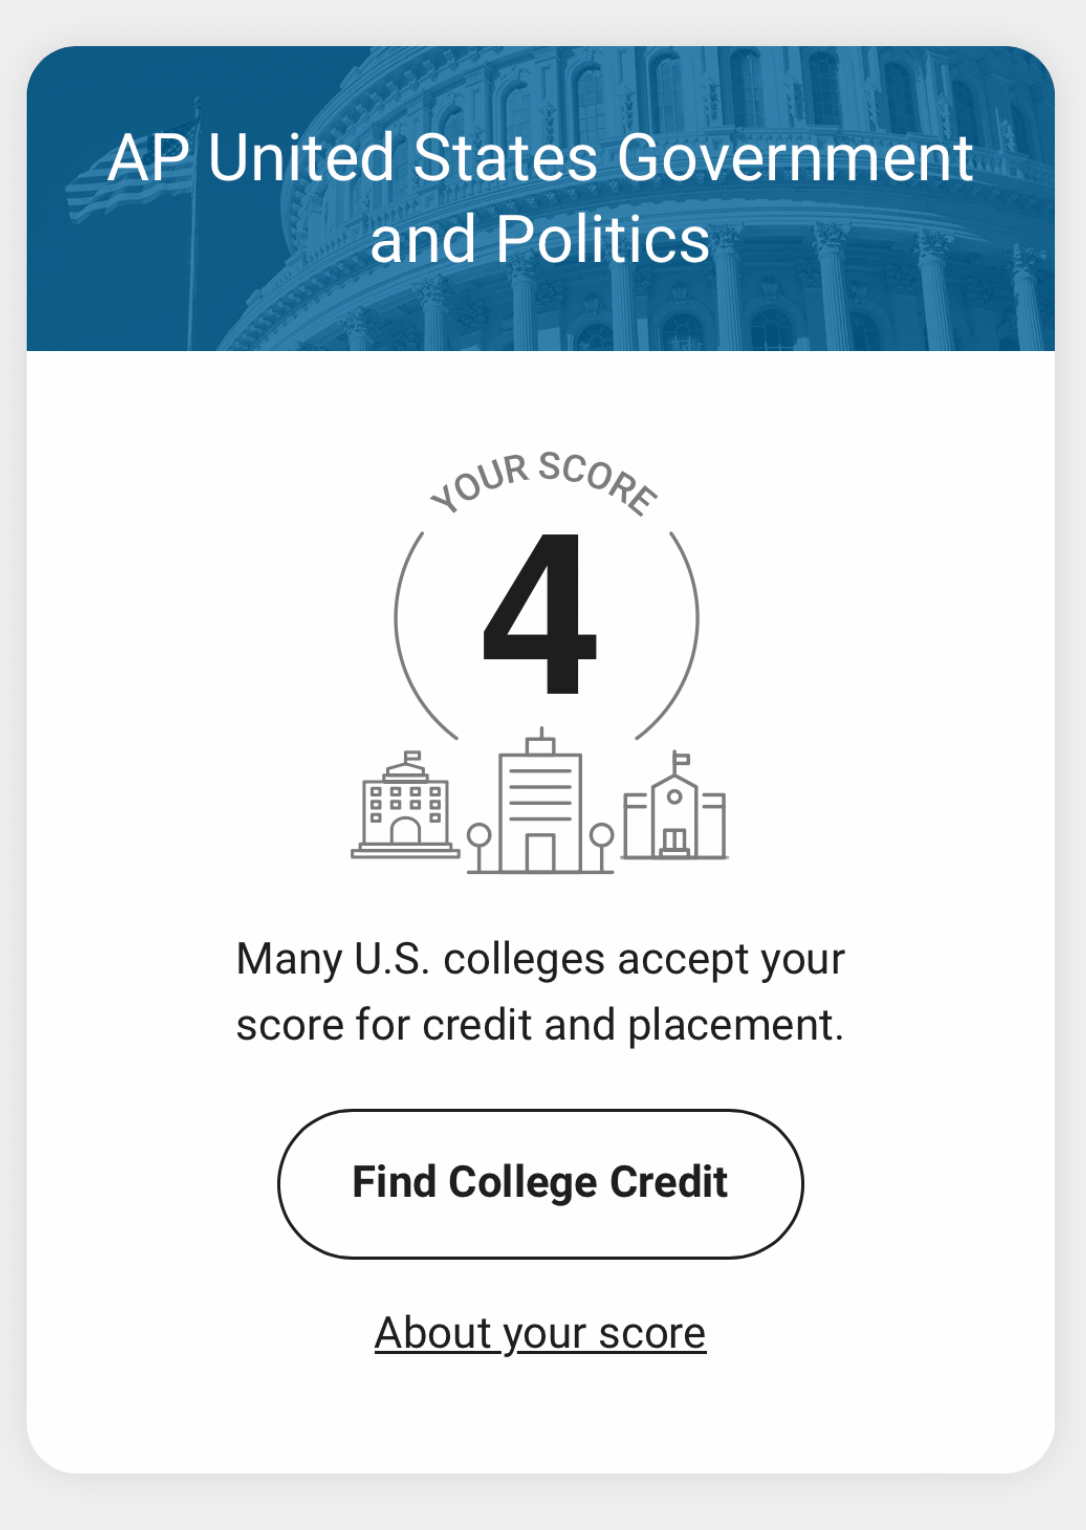 AP United States Government
and Politics
YOUR SCORE
4
Many U.S. colleges accept your
score for credit and placement.
Find College Credit
About your score